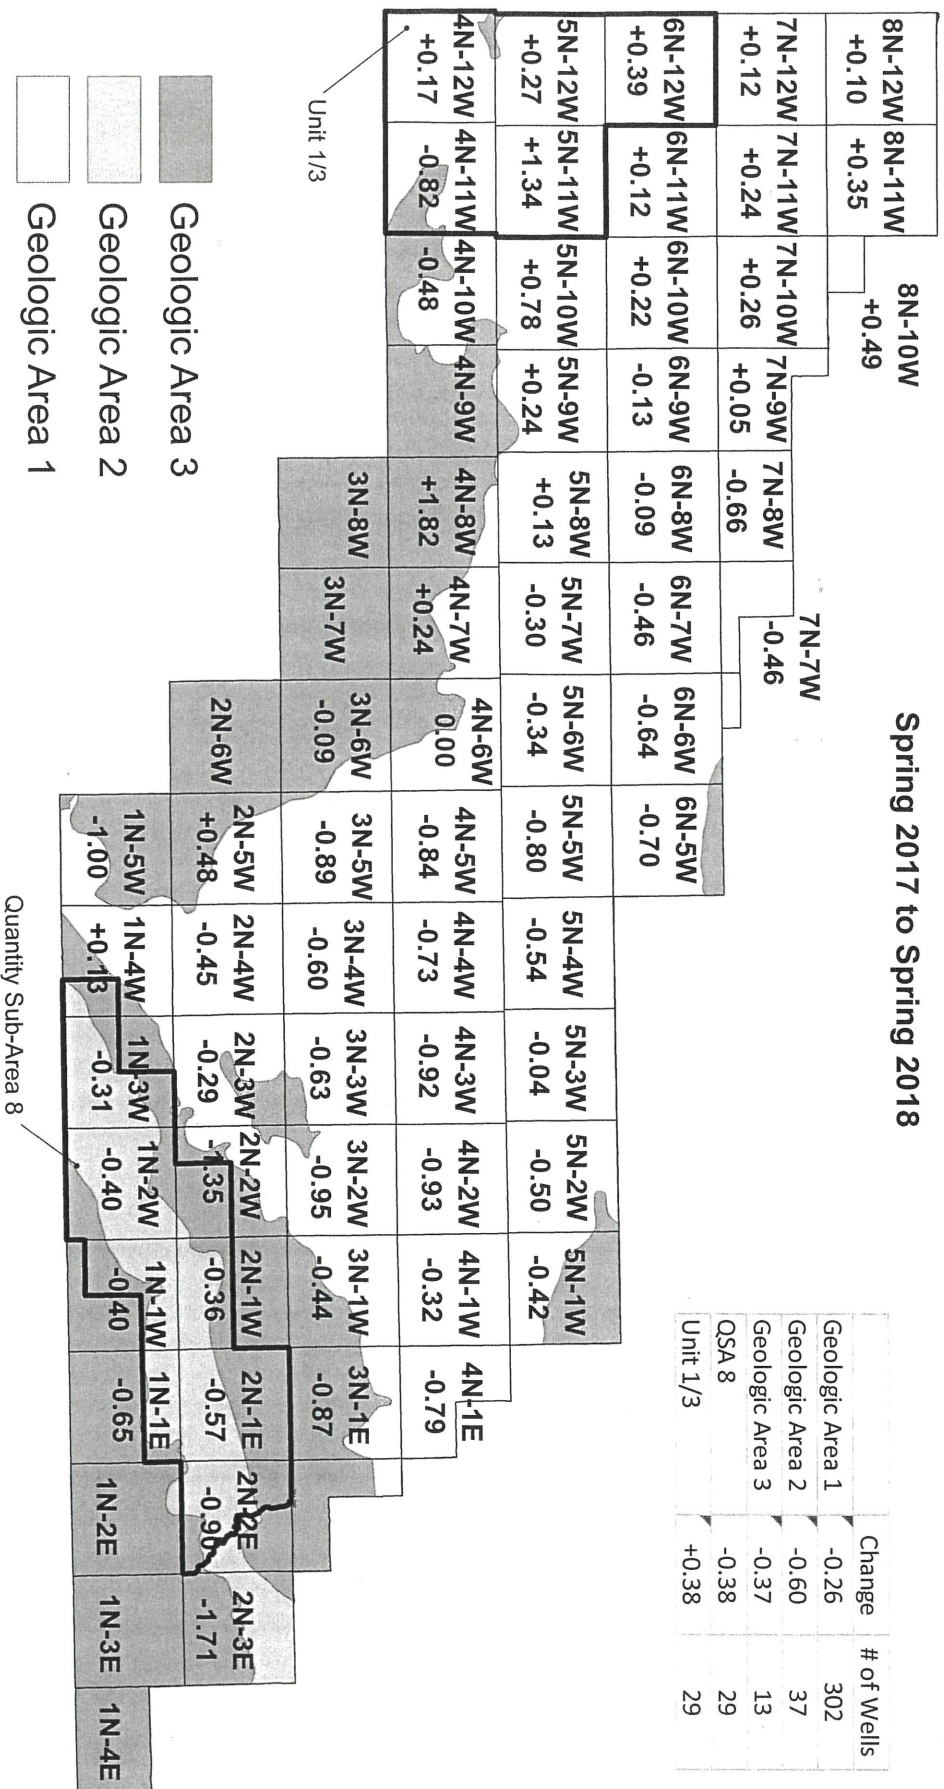 Spring 2017 to Spring 2018
Change # of Wells
Geologic Area 1 -0.26 302
Geologic Area 2 -0.60 37
Geologic Area 3 -0.37 13
QSA 8 -0.38 29
Unit 1/3 +0.38 29
8N-12W 8N-11W 8N-10W
+0.10 +0.35 +0.49
7N-12W 7N-11W 7N-10W 7N-9W 7N-8W 7N-7W
+0.12 +0.24 +0.26 +0.05 -0.66 -0.46
6N-12W 6N-11W 6N-10W 6N-9W 6N-8W 6N-7W 6N-6W 6N-5W
+0.39 +0.12 +0.22 -0.13 -0.09 -0.46 -0.64 -0.70
5N-12W 5N-11W 5N-10W 5N-9W 5N-8W 5N-7W 5N-6W 5N-5W 5N-4W 5N-3W 5N-2W 5N-1W
+0.27 +1.34 +0.78 +0.24 +0.13 -0.30 -0.34 -0.80 -0.54 -0.04 -0.50 -0.42
4N-12W 4N-11W 4N-10W 4N-9W 4N-8W 4N-7W 4N-6W 4N-5W 4N-4W 4N-3W 4N-2W 4N-1W 4N-1E
+0.17 -0.82 -0.48 +1.82 +0.24 0.00 -0.84 -0.73 -0.92 -0.93 -0.32 -0.79
3N-8W 3N-7W 3N-6W 3N-5W 3N-4W 3N-3W 3N-2W 3N-1W 3N-1E
-0.09 -0.89 -0.60 -0.63 -0.95 -0.44 -0.87
2N-6W 2N-5W 2N-4W 2N-3W 2N-2W 2N-1W 2N-1E 2N-2E 2N-3E
+0.48 -0.45 -0.29 -1.35 -0.36 -0.57 -1.71
1N-5W 1N-4W 1N-3W 1N-2W 1N-1W 1N-1E 1N-2E 1N-3E 1N-4E
-1.00 +0.13 -0.31 -0.40 -0.40 -0.65
Unit 1/3
Quantity Sub-Area 8
Geologic Area 3
Geologic Area 2
Geologic Area 1